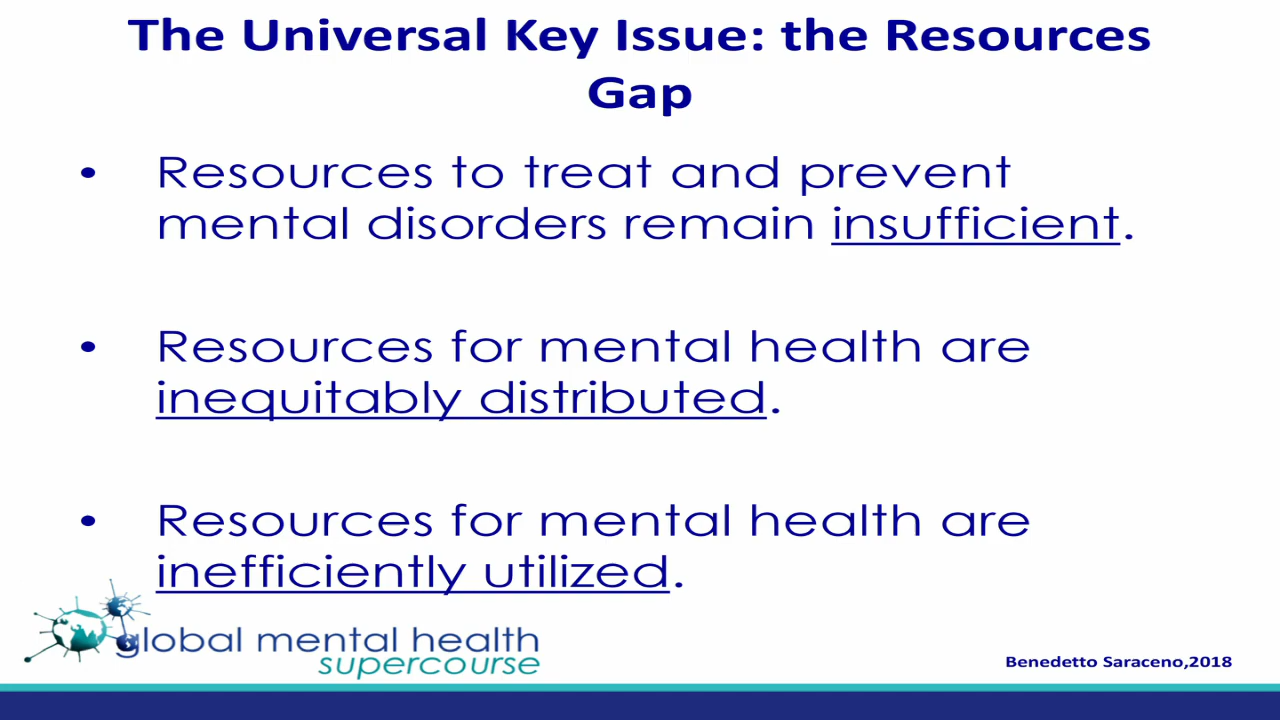 The Universal Key Issue: the Resources
Gap
• Resources to treat and prevent
mental disorders remain insufficient.
• Resources for mental health are
inequitably distributed.
• Resources for mental health are
inefficiently utilized.
global mental health
supercourse
Benedetto Saraceno,2018